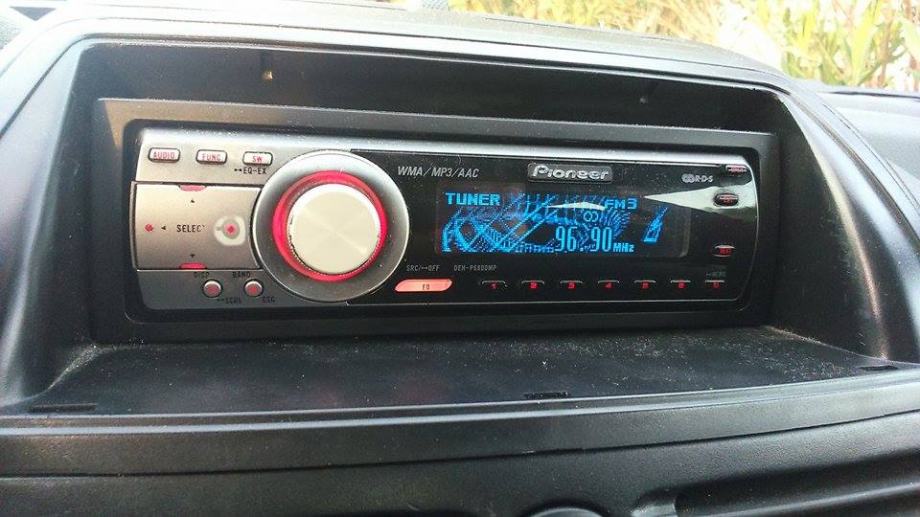 AUDIO FUNC SW
EQ-EX
WMA/MP3/AAC
Pioneer
R·D·S
TUNER FM3
SELECT
96.90MHz
SRC/OFF DEH-P6800MP
DISP BAND
EQ
1 2 3 4 5 6
SCRL ESC